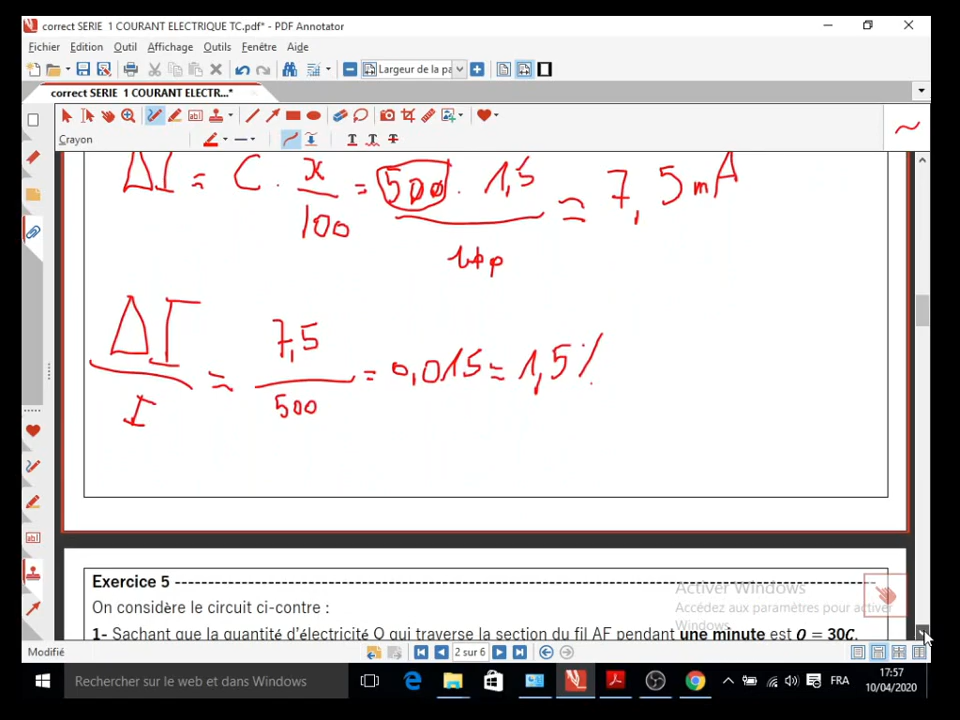 correct SERIE 1 COURANT ELECTRIQUE TC.pdf* - PDF Annotator
Fichier Edition Outil Affichage Outils Fenêtre Aide
Largeur de la pa
correct SERIE 1 COURANT ELECTR...*
Crayon
ΔI = C · x/100 = 500 · 1,5/100 = 7,5 mA
ΔI/I = 7,5/500 = 0,015 = 1,5%
Exercice 5
On considère le circuit ci-contre :
1- Sachant que la quantité d'électricité Q qui traverse la section du fil AF pendant une minute est Q = 30C.
Activer Windows
Accédez aux paramètres pour activer
Windows.
Modifié
2 sur 6
Rechercher sur le web et dans Windows
FRA
17:57
10/04/2020